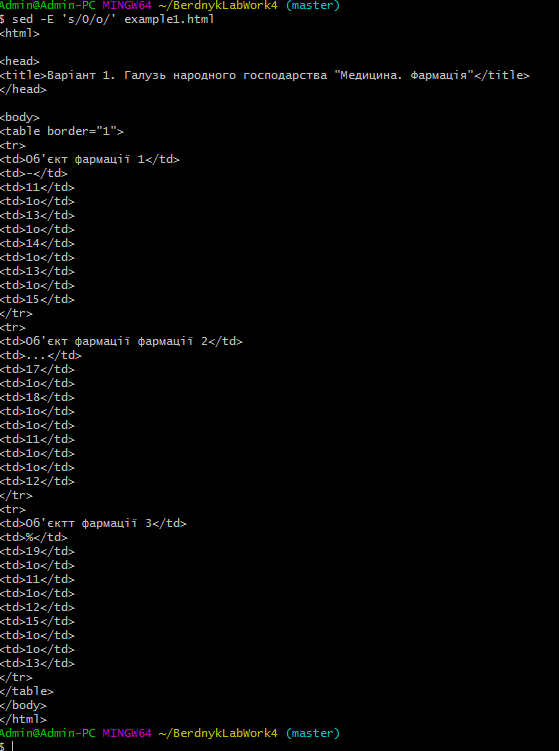 Admin@Admin-PC MINGW64 ~/BerdnykLabWork4 (master)
$ sed -E 's/0/o/' example1.html
<html>

<head>
<title>Варіант 1. Галузь народного господарства "Медицина. Фармація"</title>
</head>

<body>
<table border="1">
<tr>
<td>Об'єкт фармації 1</td>
<td>-</td>
<td>11</td>
<td>1o</td>
<td>13</td>
<td>1o</td>
<td>14</td>
<td>1o</td>
<td>13</td>
<td>1o</td>
<td>15</td>
</tr>
<tr>
<td>Об'єкт фармації фармації 2</td>
<td>...</td>
<td>17</td>
<td>1o</td>
<td>18</td>
<td>1o</td>
<td>1o</td>
<td>11</td>
<td>1o</td>
<td>1o</td>
<td>12</td>
</tr>
<tr>
<td>Об'єктт фармації 3</td>
<td>%</td>
<td>19</td>
<td>1o</td>
<td>11</td>
<td>1o</td>
<td>12</td>
<td>15</td>
<td>1o</td>
<td>1o</td>
<td>13</td>
</tr>
</table>
</body>
</html>
Admin@Admin-PC MINGW64 ~/BerdnykLabWork4 (master)
$